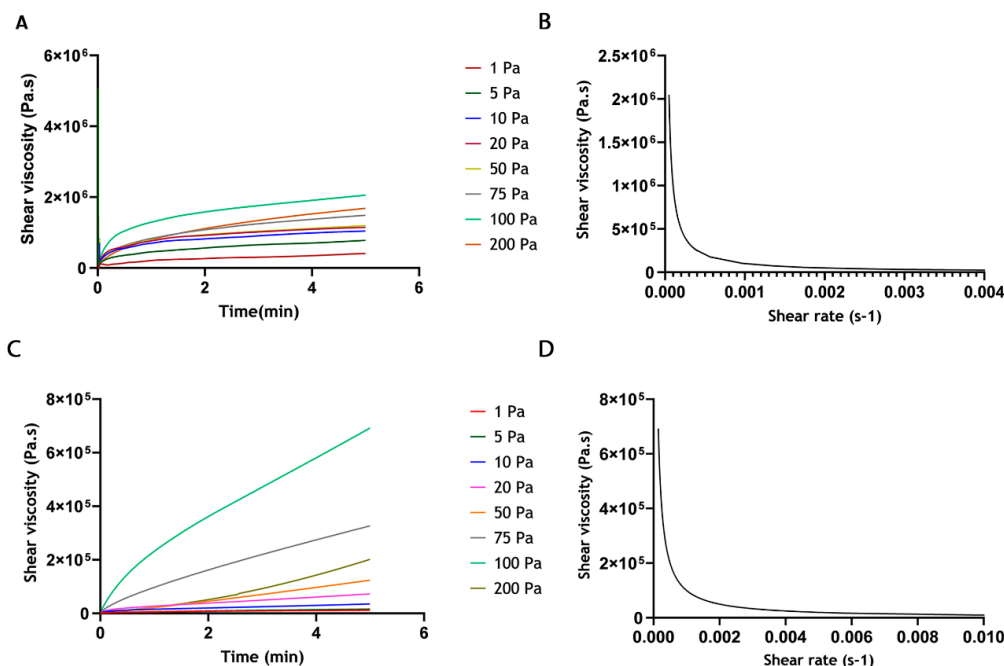 A
Shear viscosity (Pa.s)
6×10⁶
4×10⁶
2×10⁶
0
0
2
4
6
Time(min)
1 Pa
5 Pa
10 Pa
20 Pa
50 Pa
75 Pa
100 Pa
200 Pa
B
Shear viscosity (Pa.s)
2.5×10⁶
2×10⁶
1.5×10⁶
1×10⁶
5×10⁵
0
0.000
0.001
0.002
0.003
0.004
Shear rate (s-1)
C
Shear viscosity (Pa.s)
8×10⁵
6×10⁵
4×10⁵
2×10⁵
0
0
2
4
6
Time (min)
1 Pa
5 Pa
10 Pa
20 Pa
50 Pa
75 Pa
100 Pa
200 Pa
D
Shear viscosity (Pa.s)
8×10⁵
6×10⁵
4×10⁵
2×10⁵
0
0.000
0.002
0.004
0.006
0.008
0.010
Shear rate (s-1)